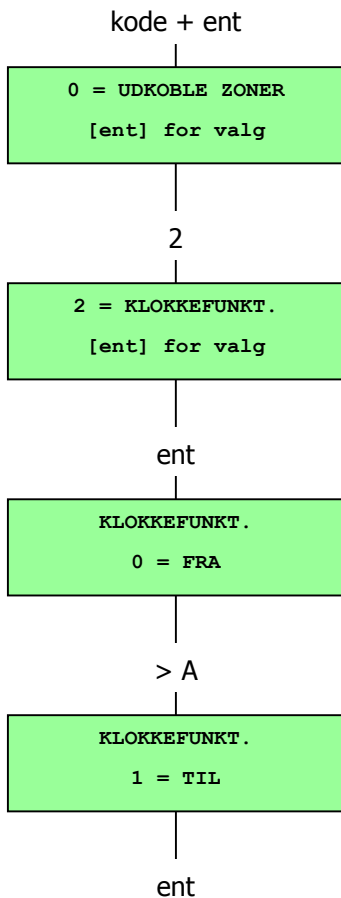 kode + ent
0 = UDKOBLE ZONER
[ent] for valg
2
2 = KLOKKEFUNKT.
[ent] for valg
ent
KLOKKEFUNKT.
0 = FRA
> A
KLOKKEFUNKT.
1 = TIL
ent